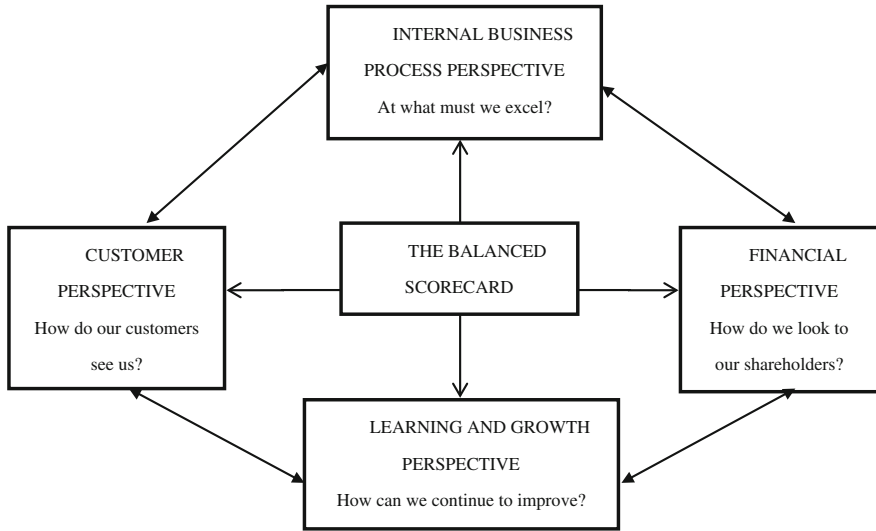 INTERNAL BUSINESS
PROCESS PERSPECTIVE
At what must we excel?
CUSTOMER
PERSPECTIVE
How do our customers
see us?
THE BALANCED
SCORECARD
FINANCIAL
PERSPECTIVE
How do we look to
our shareholders?
LEARNING AND GROWTH
PERSPECTIVE
How can we continue to improve?